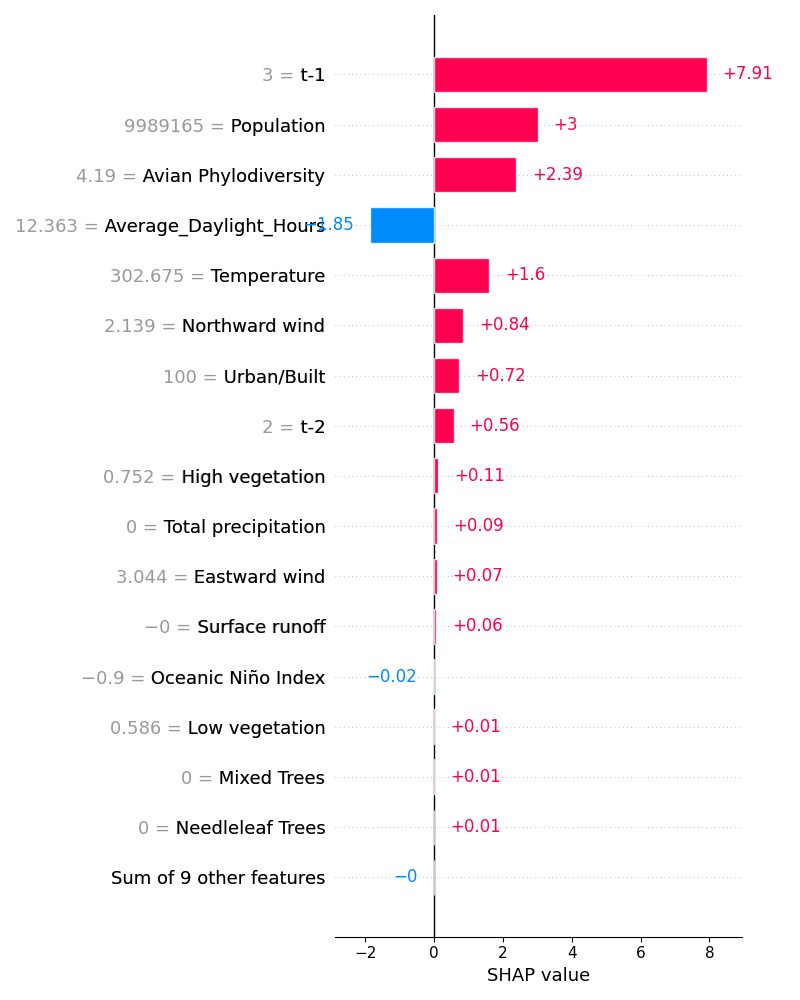 3 = t-1 +7.91
9989165 = Population +3
4.19 = Avian Phylodiversity +2.39
12.363 = Average_Daylight_Hours −1.85
302.675 = Temperature +1.6
2.139 = Northward wind +0.84
100 = Urban/Built +0.72
2 = t-2 +0.56
0.752 = High vegetation +0.11
0 = Total precipitation +0.09
3.044 = Eastward wind +0.07
−0 = Surface runoff +0.06
−0.9 = Oceanic Niño Index −0.02
0.586 = Low vegetation +0.01
0 = Mixed Trees +0.01
0 = Needleleaf Trees +0.01
Sum of 9 other features −0
−2 0 2 4 6 8
SHAP value